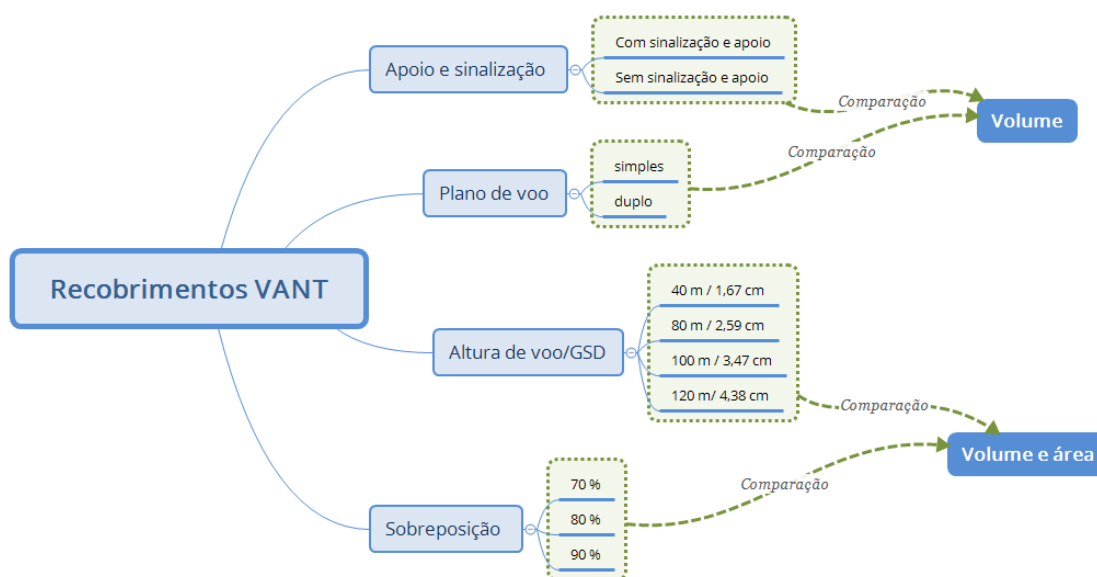 Com sinalização e apoio
Apoio e sinalização
Sem sinalização e apoio
Comparação
Volume
Comparação
simples
Plano de voo
duplo
Recobrimentos VANT
40 m / 1,67 cm
80 m / 2,59 cm
Altura de voo/GSD
100 m / 3,47 cm
120 m/ 4,38 cm
Comparação
Volume e área
Comparação
70 %
80 %
Sobreposição
90 %